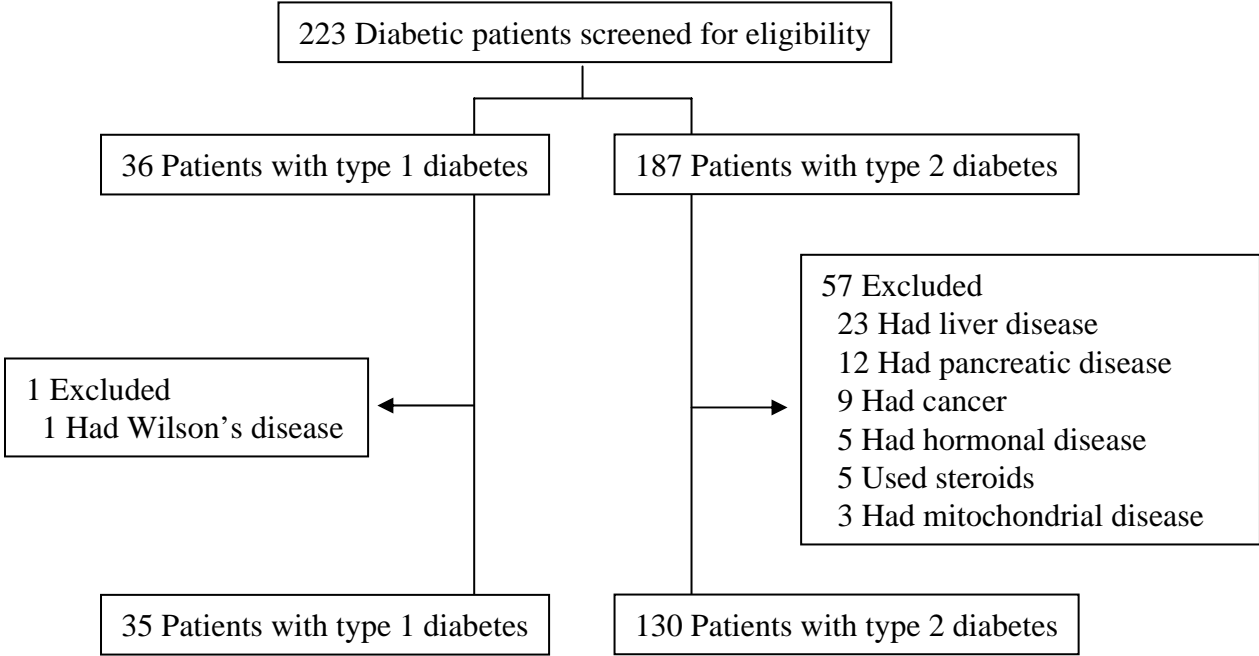 223 Diabetic patients screened for eligibility
36 Patients with type 1 diabetes
187 Patients with type 2 diabetes
57 Excluded
23 Had liver disease
12 Had pancreatic disease
9 Had cancer
5 Had hormonal disease
5 Used steroids
3 Had mitochondrial disease
1 Excluded
1 Had Wilson’s disease
35 Patients with type 1 diabetes
130 Patients with type 2 diabetes